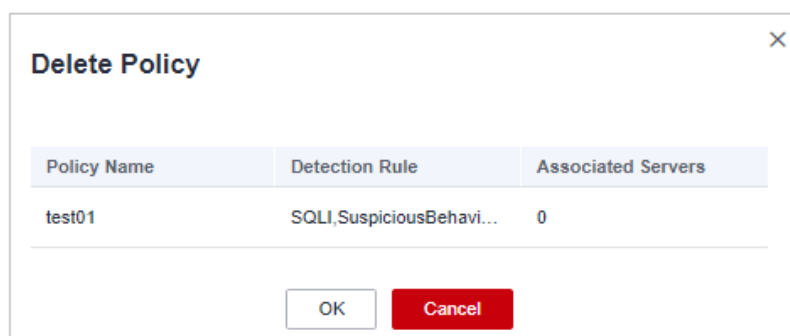 Delete Policy
Policy Name Detection Rule Associated Servers
test01 SQLI,SuspiciousBehavi... 0
OK Cancel